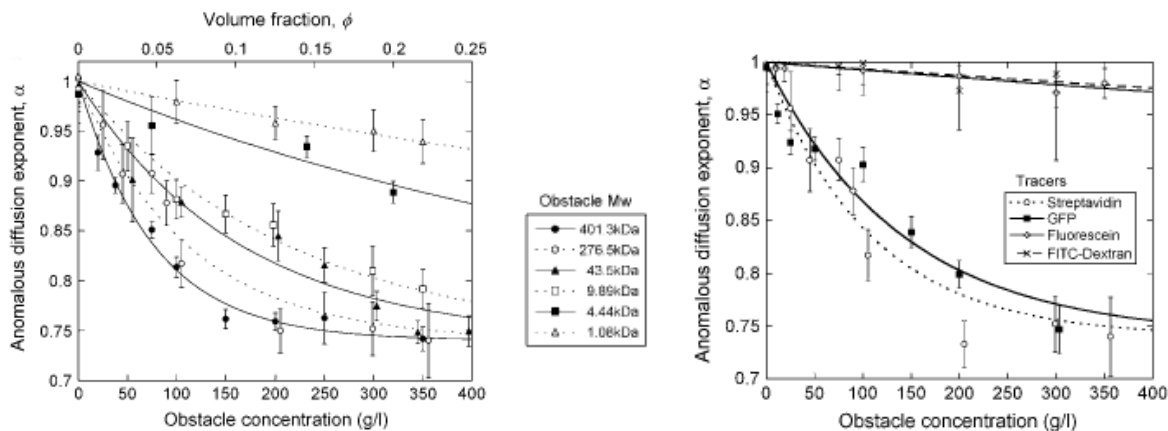 Volume fraction, ϕ
0 0.05 0.1 0.15 0.2 0.25
Anomalous diffusion exponent, α
1
0.95
0.9
0.85
0.8
0.75
0.7
0 50 100 150 200 250 300 350 400
Obstacle concentration (g/l)
Obstacle Mw
401.3kDa
276.5kDa
43.5kDa
9.89kDa
4.44kDa
1.08kDa
Anomalous diffusion exponent, α
1
0.95
0.9
0.85
0.8
0.75
0.7
0 50 100 150 200 250 300 350 400
Obstacle concentration (g/l)
Tracers
Streptavidin
GFP
Fluorescein
FITC-Dextran